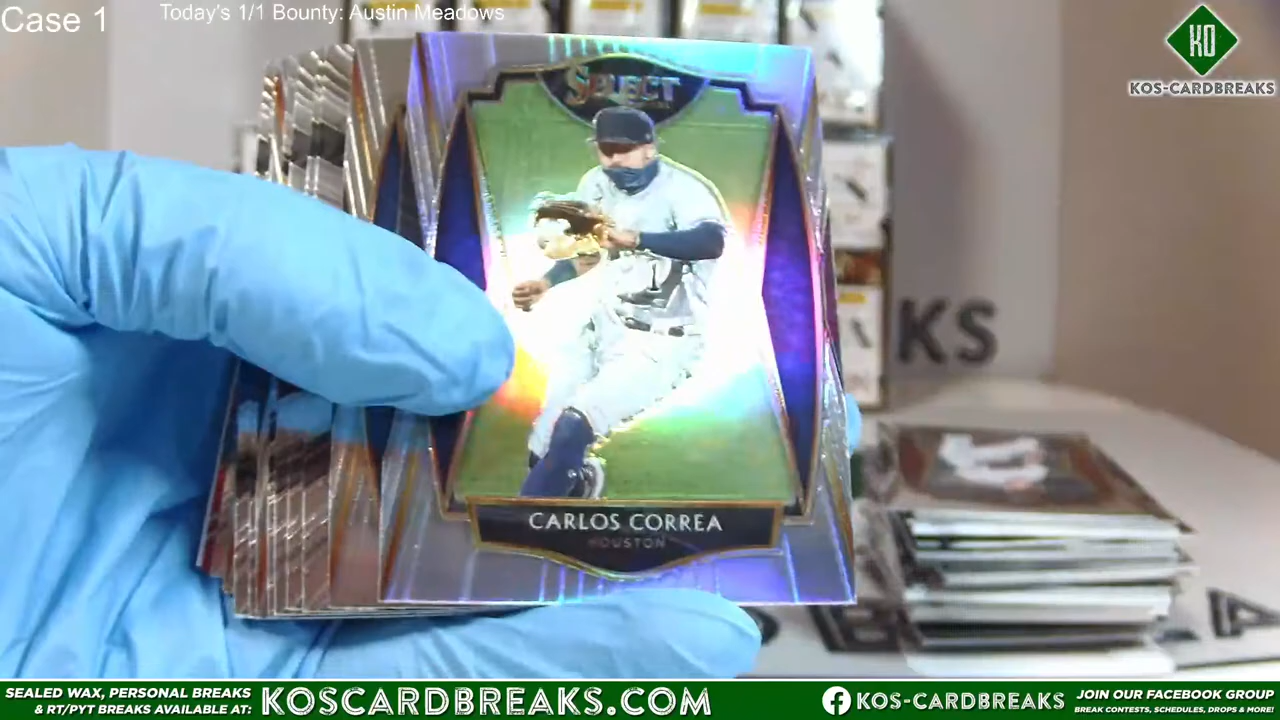 Case 1
Today's 1/1 Bounty: Austin Meadows
KO
KOS-CARDBREAKS
SELECT
1
KS
CARLOS CORREA
HOUSTON
SEALED WAX, PERSONAL BREAKS
& RT/PYT BREAKS AVAILABLE AT:
KOSCARDBREAKS.COM
KOS-CARDBREAKS
JOIN OUR FACEBOOK GROUP
BREAK CONTESTS, SCHEDULES, DROPS & MORE!